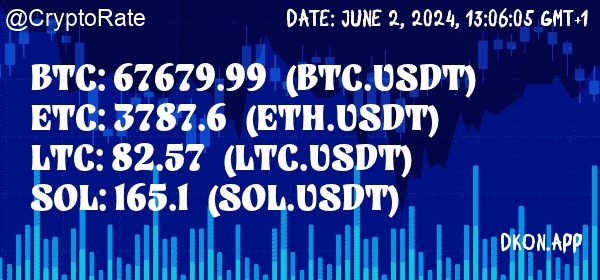 @CryptoRate
DATE: JUNE 2, 2024, 13:06:05 GMT+1
BTC: 67679.99 (BTC.USDT)
ETC: 3787.6 (ETH.USDT)
LTC: 82.57 (LTC.USDT)
SOL: 165.1 (SOL.USDT)
DKON.APP